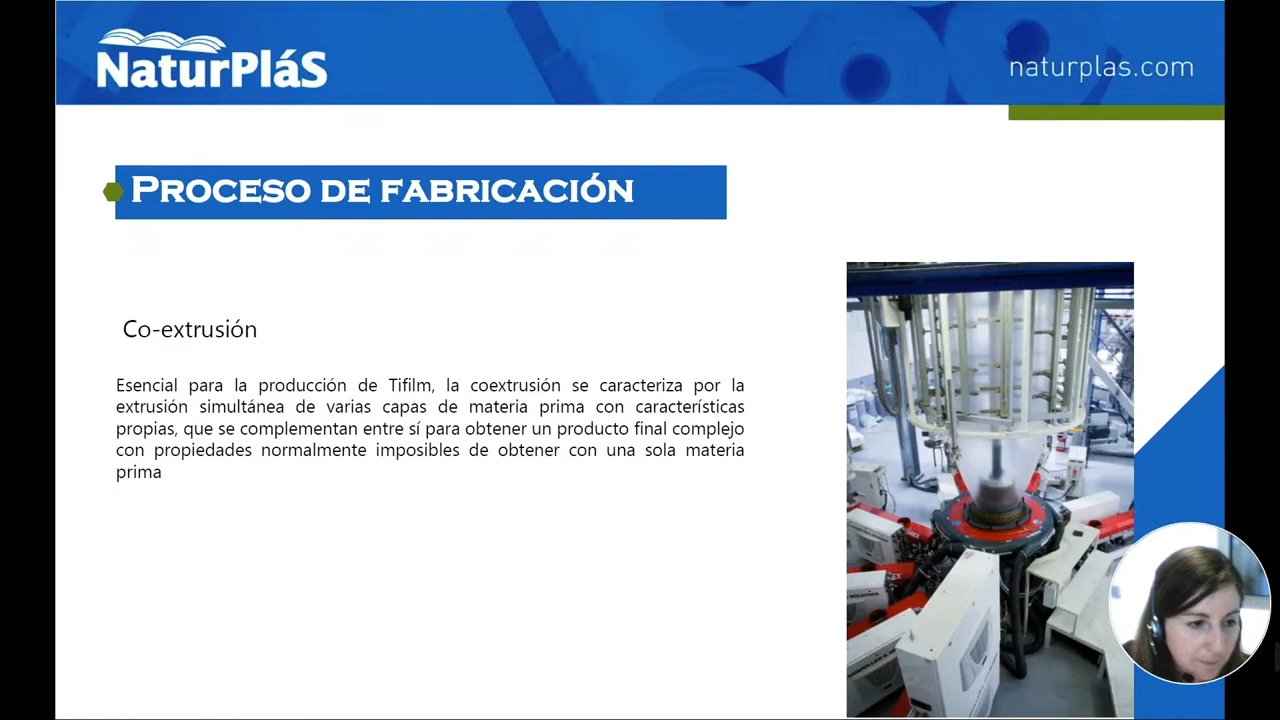 NaturPláS
naturplas.com
Proceso de fabricación
Co-extrusión
Esencial para la producción de Tifilm, la coextrusión se caracteriza por la
extrusión simultánea de varias capas de materia prima con características
propias, que se complementan entre sí para obtener un producto final complejo
con propiedades normalmente imposibles de obtener con una sola materia
prima